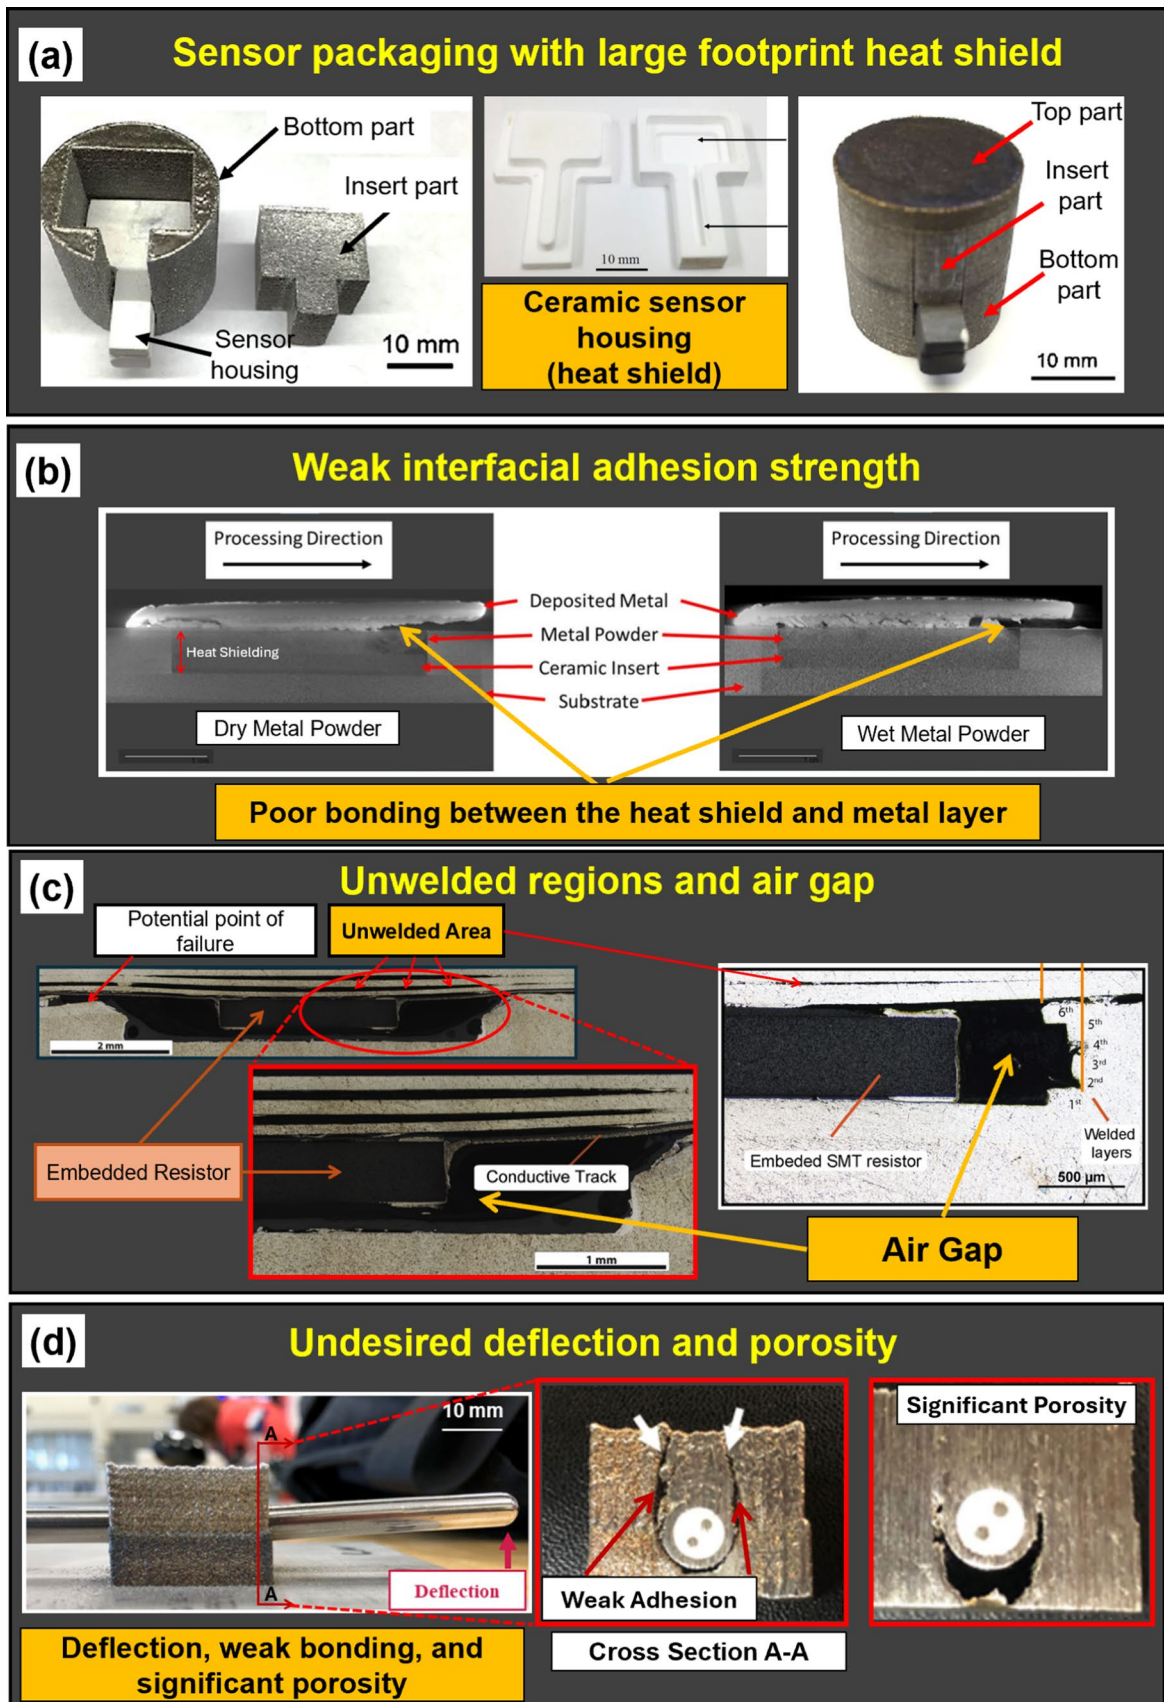 (a)
Sensor packaging with large footprint heat shield
Bottom part
Insert part
Sensor
housing
10 mm
10 mm
Ceramic sensor
housing
(heat shield)
Top part
Insert
part
Bottom
part
10 mm
(b)
Weak interfacial adhesion strength
Processing Direction
Heat Shielding
Dry Metal Powder
Deposited Metal
Metal Powder
Ceramic Insert
Substrate
Processing Direction
Wet Metal Powder
Poor bonding between the heat shield and metal layer
(c)
Unwelded regions and air gap
Potential point of
failure
Unwelded Area
2 mm
Embedded Resistor
Conductive Track
1 mm
6th
5th
4th
3rd
2nd
1st
Embeded SMT resistor
Welded
layers
500 μm
Air Gap
(d)
Undesired deflection and porosity
10 mm
A
A
Deflection
Deflection, weak bonding, and
significant porosity
Weak Adhesion
Cross Section A-A
Significant Porosity